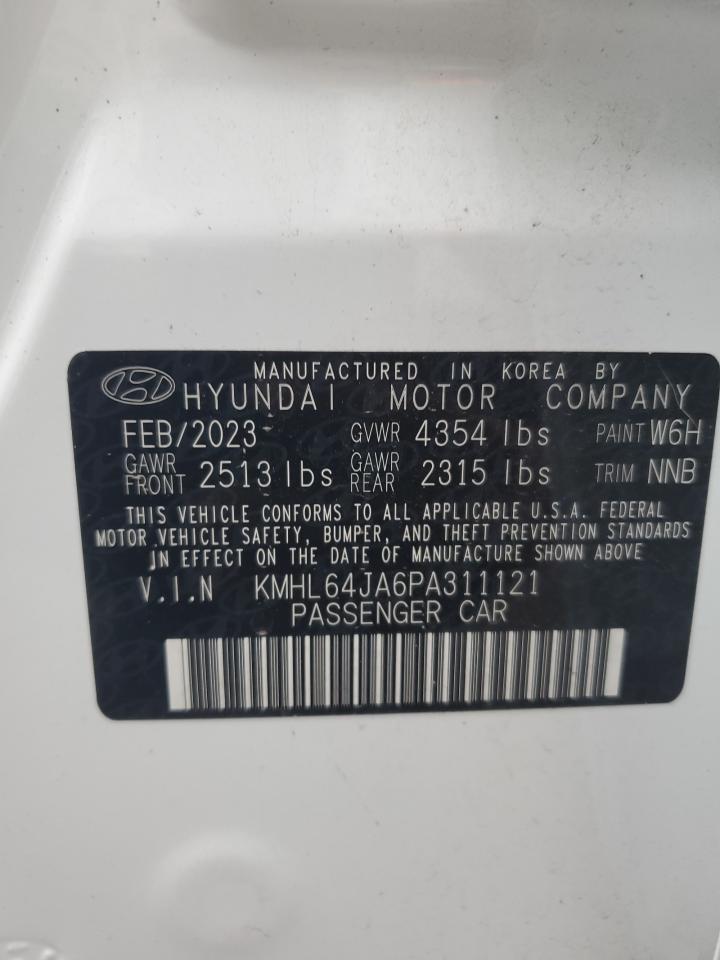 MANUFACTURED IN KOREA BY
HYUNDAI MOTOR COMPANY
FEB/2023 GVWR 4354 lbs PAINT W6H
GAWR FRONT 2513 lbs GAWR REAR 2315 lbs TRIM NNB
THIS VEHICLE CONFORMS TO ALL APPLICABLE U.S.A. FEDERAL
MOTOR VEHICLE SAFETY, BUMPER, AND THEFT PREVENTION STANDARDS
IN EFFECT ON THE DATE OF MANUFACTURE SHOWN ABOVE
V.I.N KMHL64JA6PA311121
PASSENGER CAR